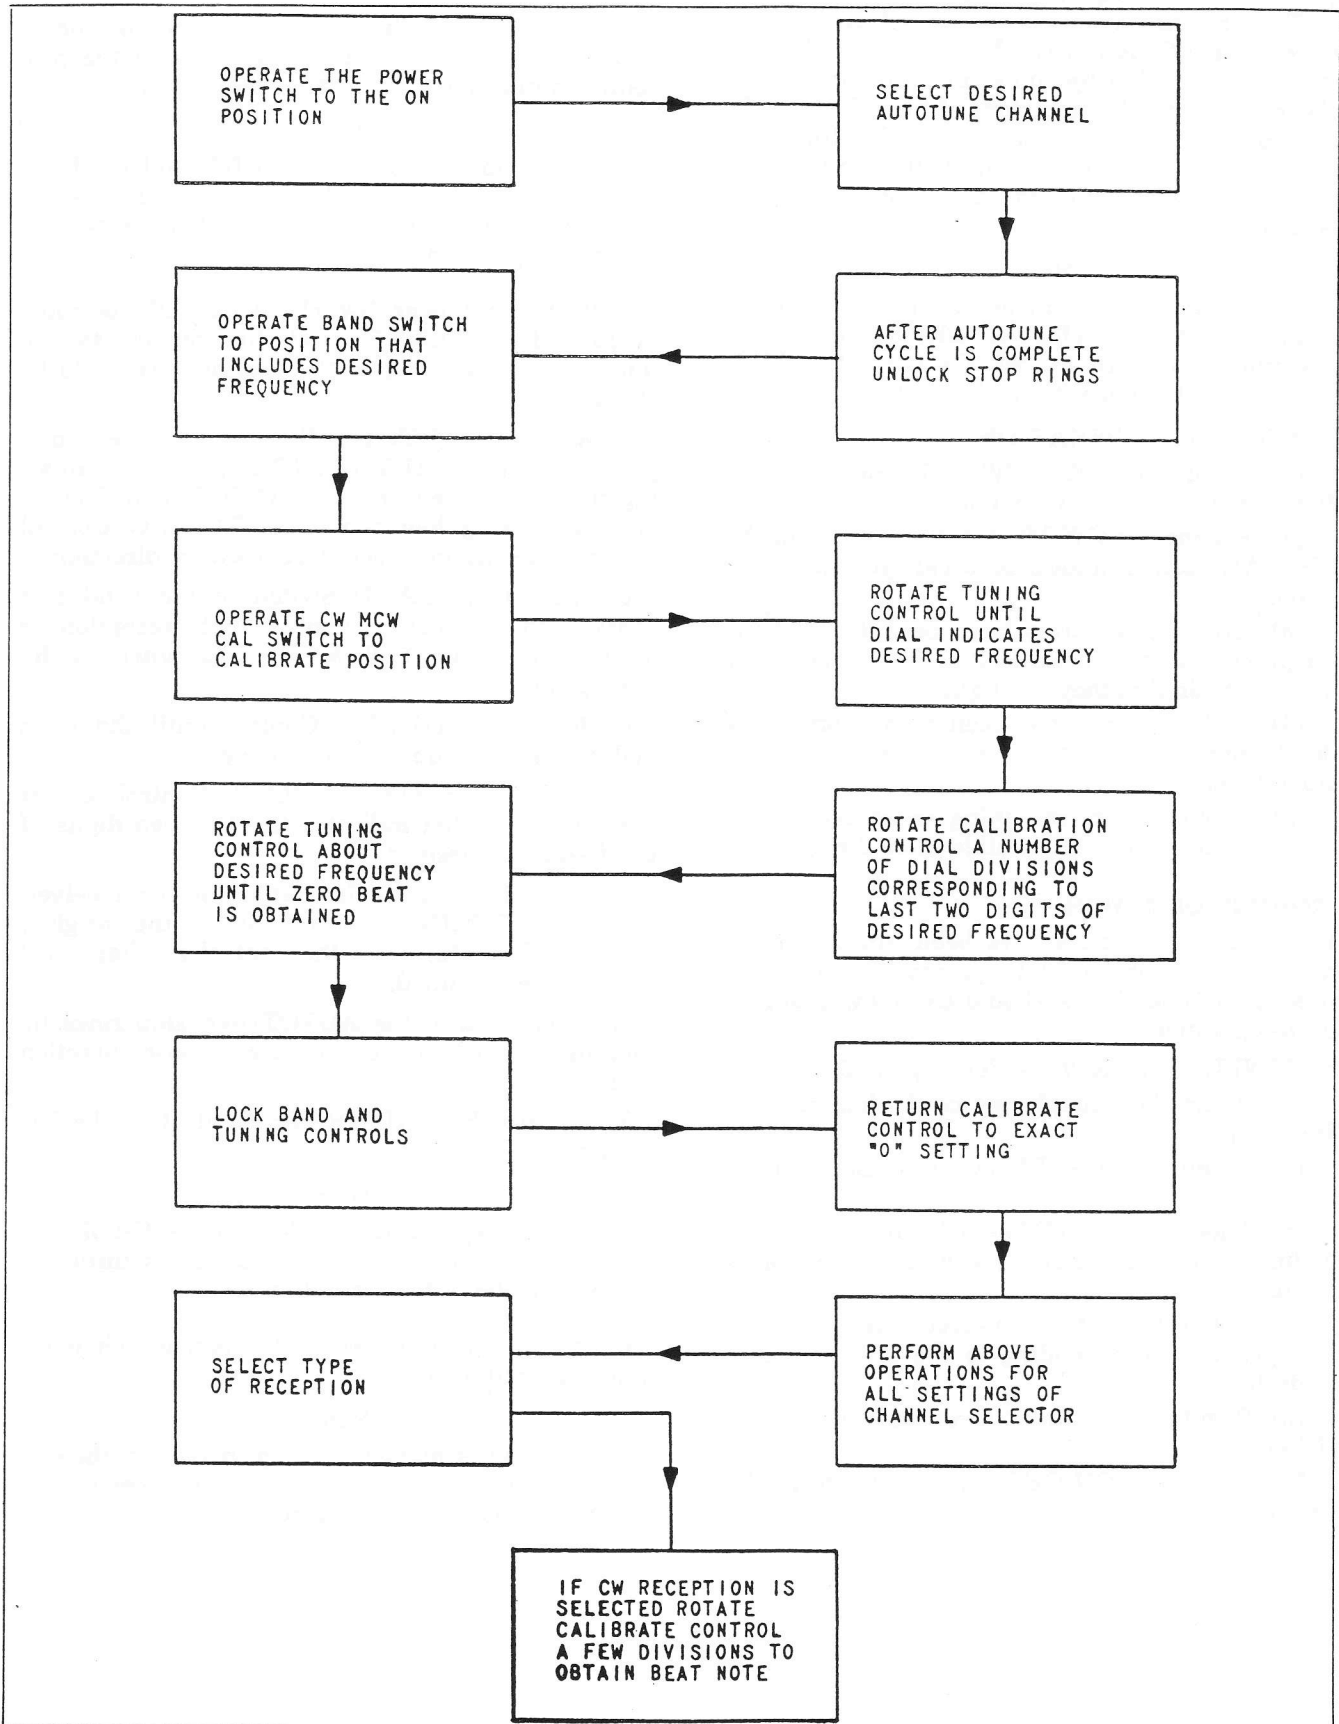 OPERATE THE POWER
SWITCH TO THE ON
POSITION
SELECT DESIRED
AUTOTUNE CHANNEL
AFTER AUTOTUNE
CYCLE IS COMPLETE
UNLOCK STOP RINGS
OPERATE BAND SWITCH
TO POSITION THAT
INCLUDES DESIRED
FREQUENCY
OPERATE CW MCW
CAL SWITCH TO
CALIBRATE POSITION
ROTATE TUNING
CONTROL UNTIL
DIAL INDICATES
DESIRED FREQUENCY
ROTATE CALIBRATION
CONTROL A NUMBER
OF DIAL DIVISIONS
CORRESPONDING TO
LAST TWO DIGITS OF
DESIRED FREQUENCY
ROTATE TUNING
CONTROL ABOUT
DESIRED FREQUENCY
UNTIL ZERO BEAT
IS OBTAINED
LOCK BAND AND
TUNING CONTROLS
RETURN CALIBRATE
CONTROL TO EXACT
"O" SETTING
PERFORM ABOVE
OPERATIONS FOR
ALL SETTINGS OF
CHANNEL SELECTOR
SELECT TYPE
OF RECEPTION
IF CW RECEPTION IS
SELECTED ROTATE
CALIBRATE CONTROL
A FEW DIVISIONS TO
OBTAIN BEAT NOTE